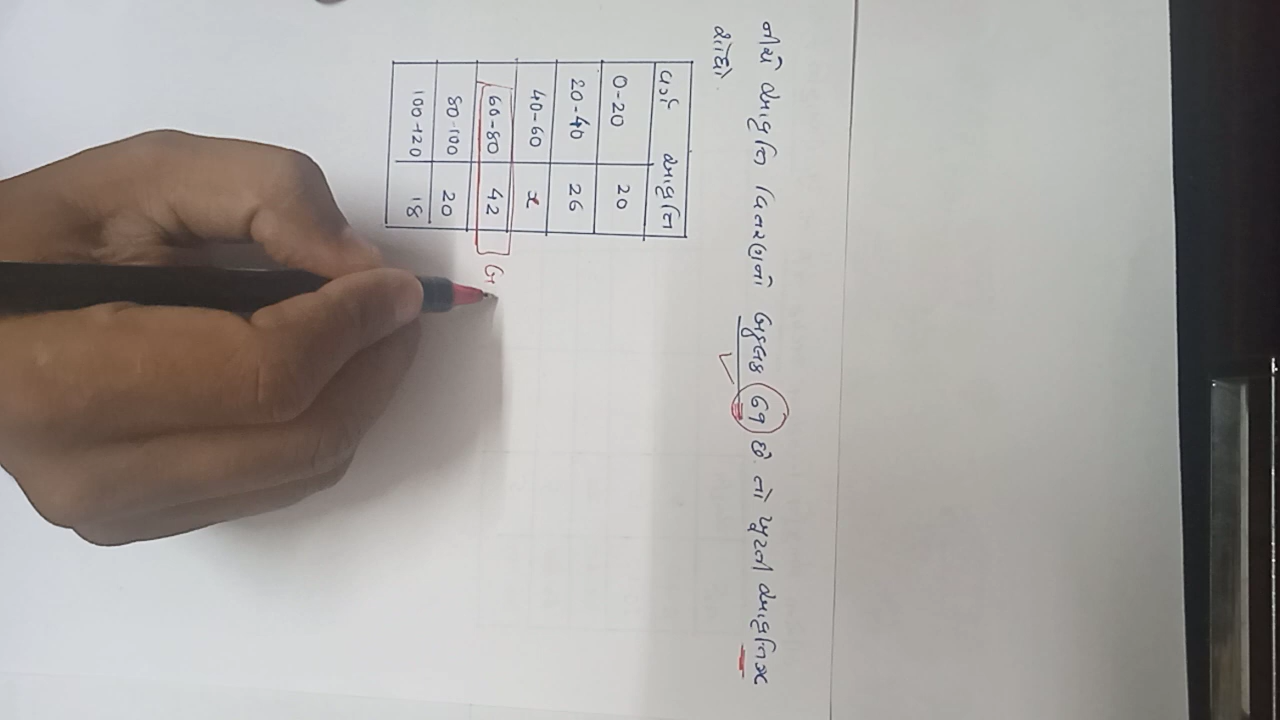 નીચે આવૃત્તિ વિતરણનો બહુલક 67 છે. તો ખૂટતી આવૃત્તિ x
શોધો.
વર્ગ આવૃત્તિ
0-20 20
20-40 26
40-60 x
60-80 42 બ
80-100 20
100-120 18